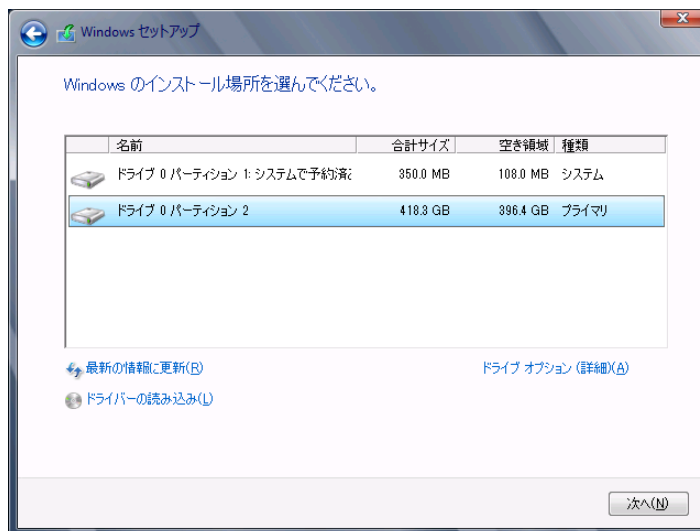 Windows セットアップ
Windows のインストール場所を選んでください。
名前 合計サイズ 空き領域 種類
ドライブ 0 パーティション 1: システムで予約済 350.0 MB 108.0 MB システム
ドライブ 0 パーティション 2 418.3 GB 396.4 GB プライマリ
最新の情報に更新(R) ドライブ オプション (詳細)(A)
ドライバーの読み込み(L)
次へ(N)